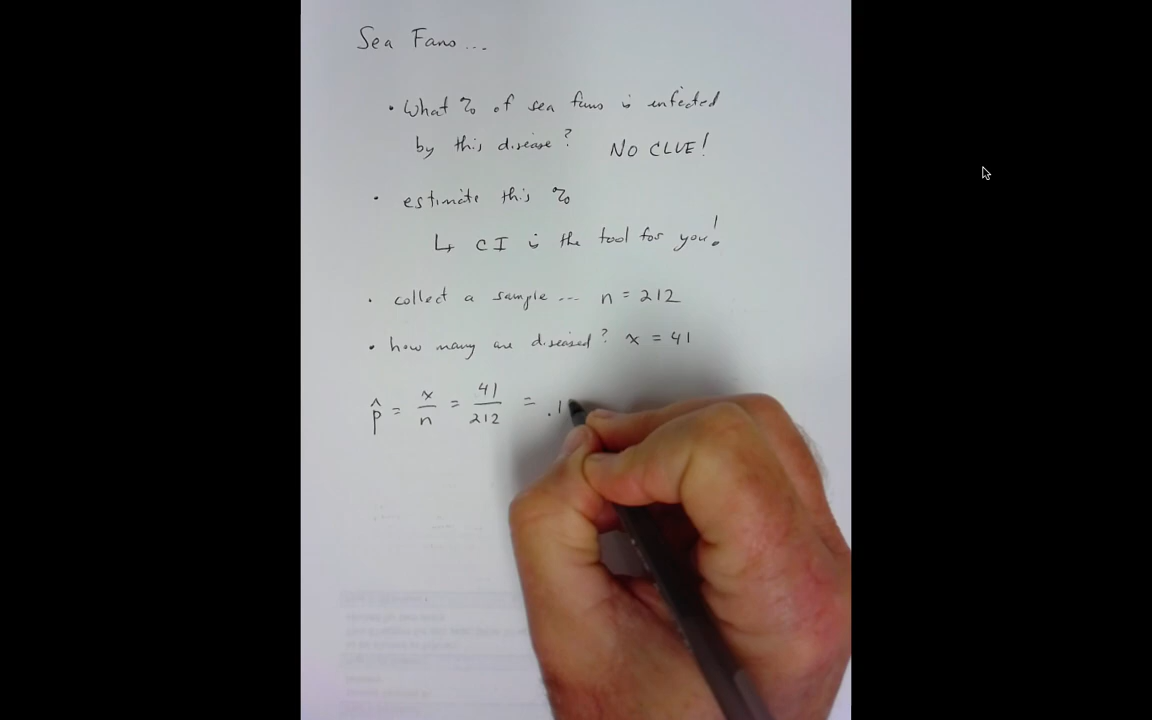 Sea Fans...
• What % of sea fans is infected
by this disease? NO CLUE!
• estimate this %
↳ CI is the tool for you!
• collect a sample... n = 212
• how many are diseased? x = 41
p̂ = x/n = 41/212 = .1